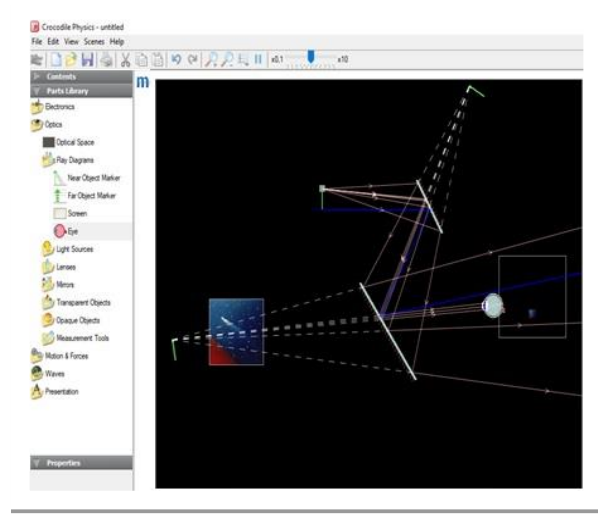 Crocodile Physics - untitled
File Edit View Scenes Help
x0,1 x10
Contents
Parts Library
Electronics
Optics
Optical Space
Ray Diagrams
Near Object Marker
Far Object Marker
Screen
Eye
Light Sources
Lenses
Mirrors
Transparent Objects
Opaque Objects
Measurement Tools
Motion & Forces
Waves
Presentation
Properties
m